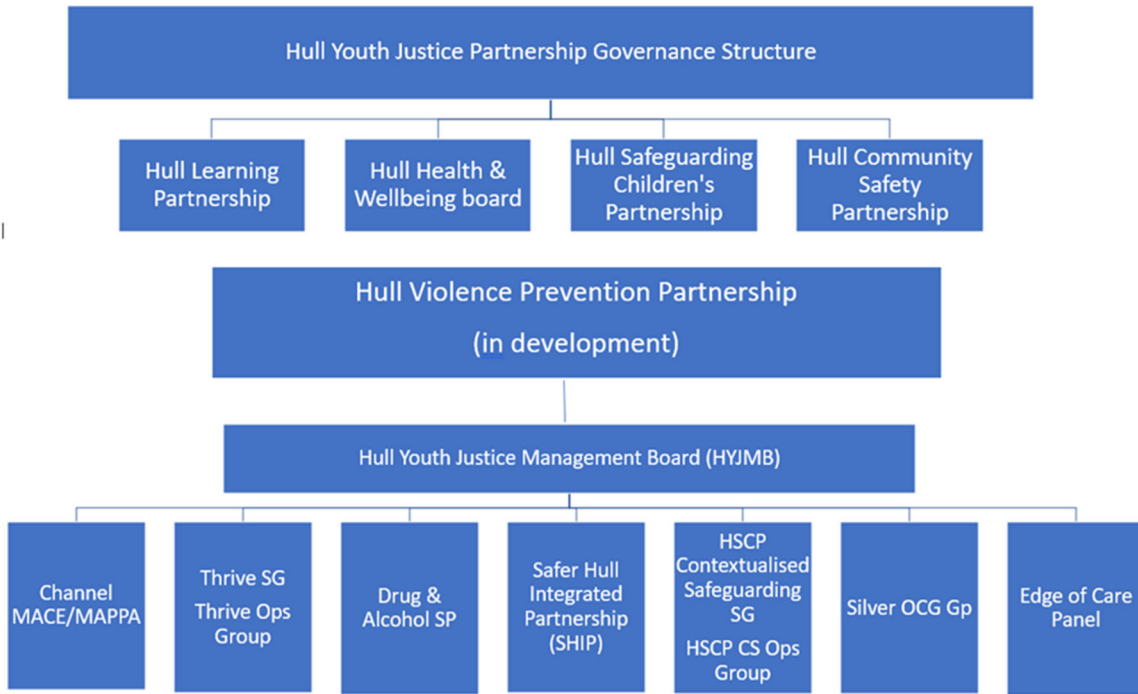 Hull Youth Justice Partnership Governance Structure
Hull Learning
Partnership
Hull Health &
Wellbeing board
Hull Safeguarding
Children's
Partnership
Hull Community
Safety
Partnership
Hull Violence Prevention Partnership
(in development)
Hull Youth Justice Management Board (HYJMB)
Channel
MACE/MAPPA
Thrive SG
Thrive Ops
Group
Drug &
Alcohol SP
Safer Hull
Integrated
Partnership
(SHIP)
HSCP
Contextualised
Safeguarding
SG
HSCP CS Ops
Group
Silver OCG Gp
Edge of Care
Panel